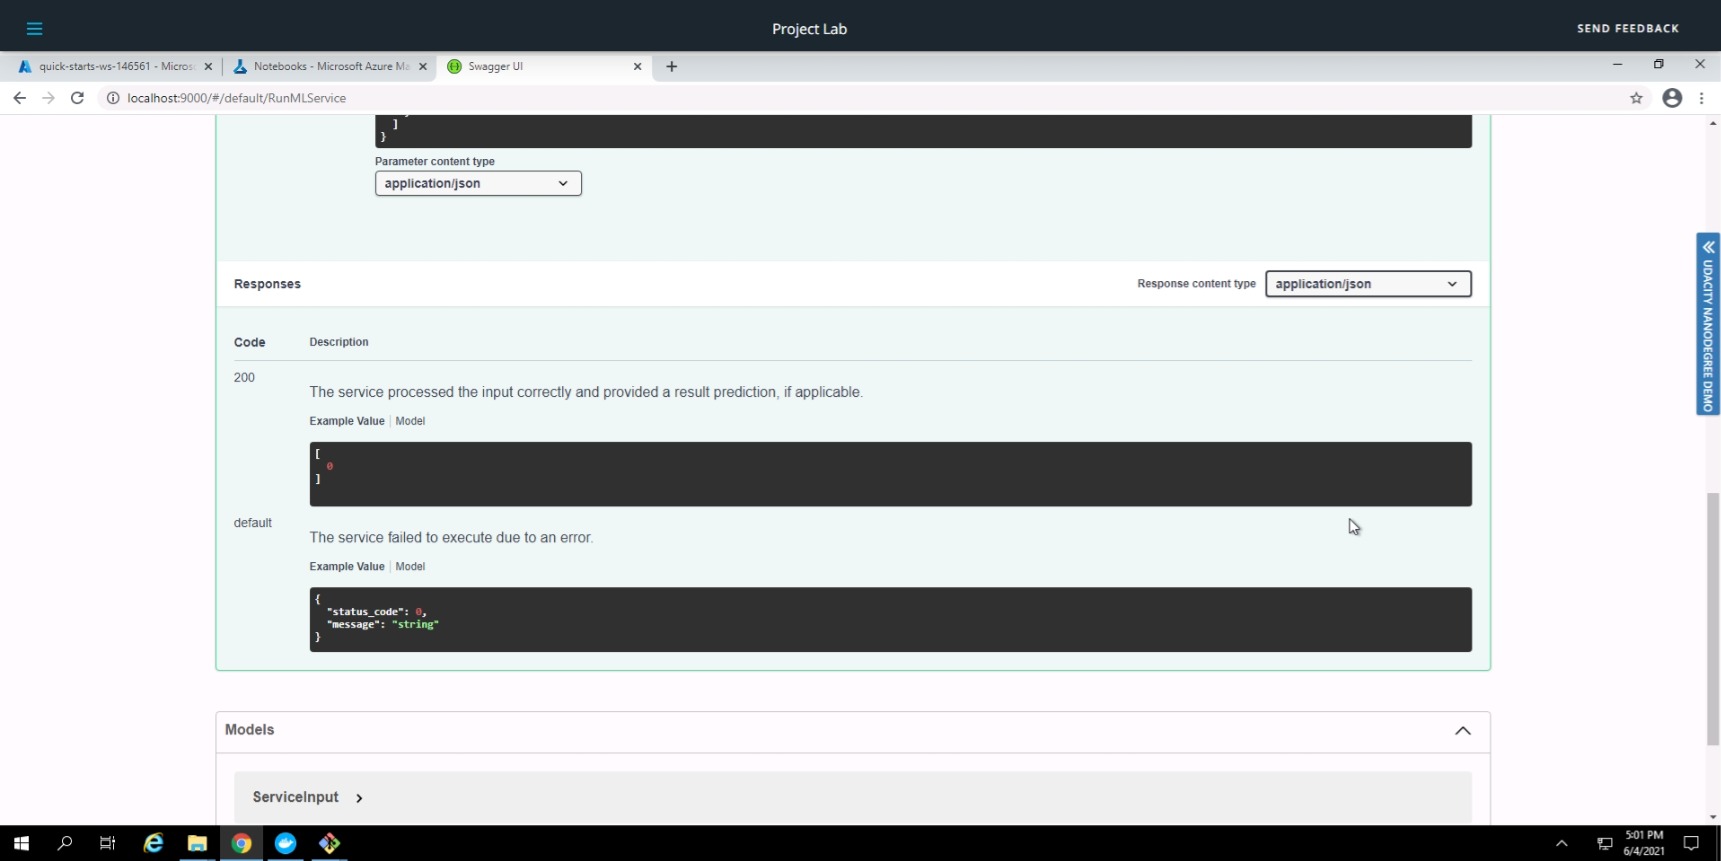 Project Lab
SEND FEEDBACK
quick-starts-ws-146561 - Micros
Notebooks - Microsoft Azure Ma
Swagger UI
localhost:9000/#/default/RunMLService
]
}
Parameter content type
application/json
Responses
Response content type
application/json
Code
Description
200
The service processed the input correctly and provided a result prediction, if applicable.
Example Value
Model
[
0
]
default
The service failed to execute due to an error.
Example Value
Model
{
"status_code": 0,
"message": "string"
}
Models
ServiceInput
UDACITY NANODEGREE DEMO
5:01 PM
6/4/2021